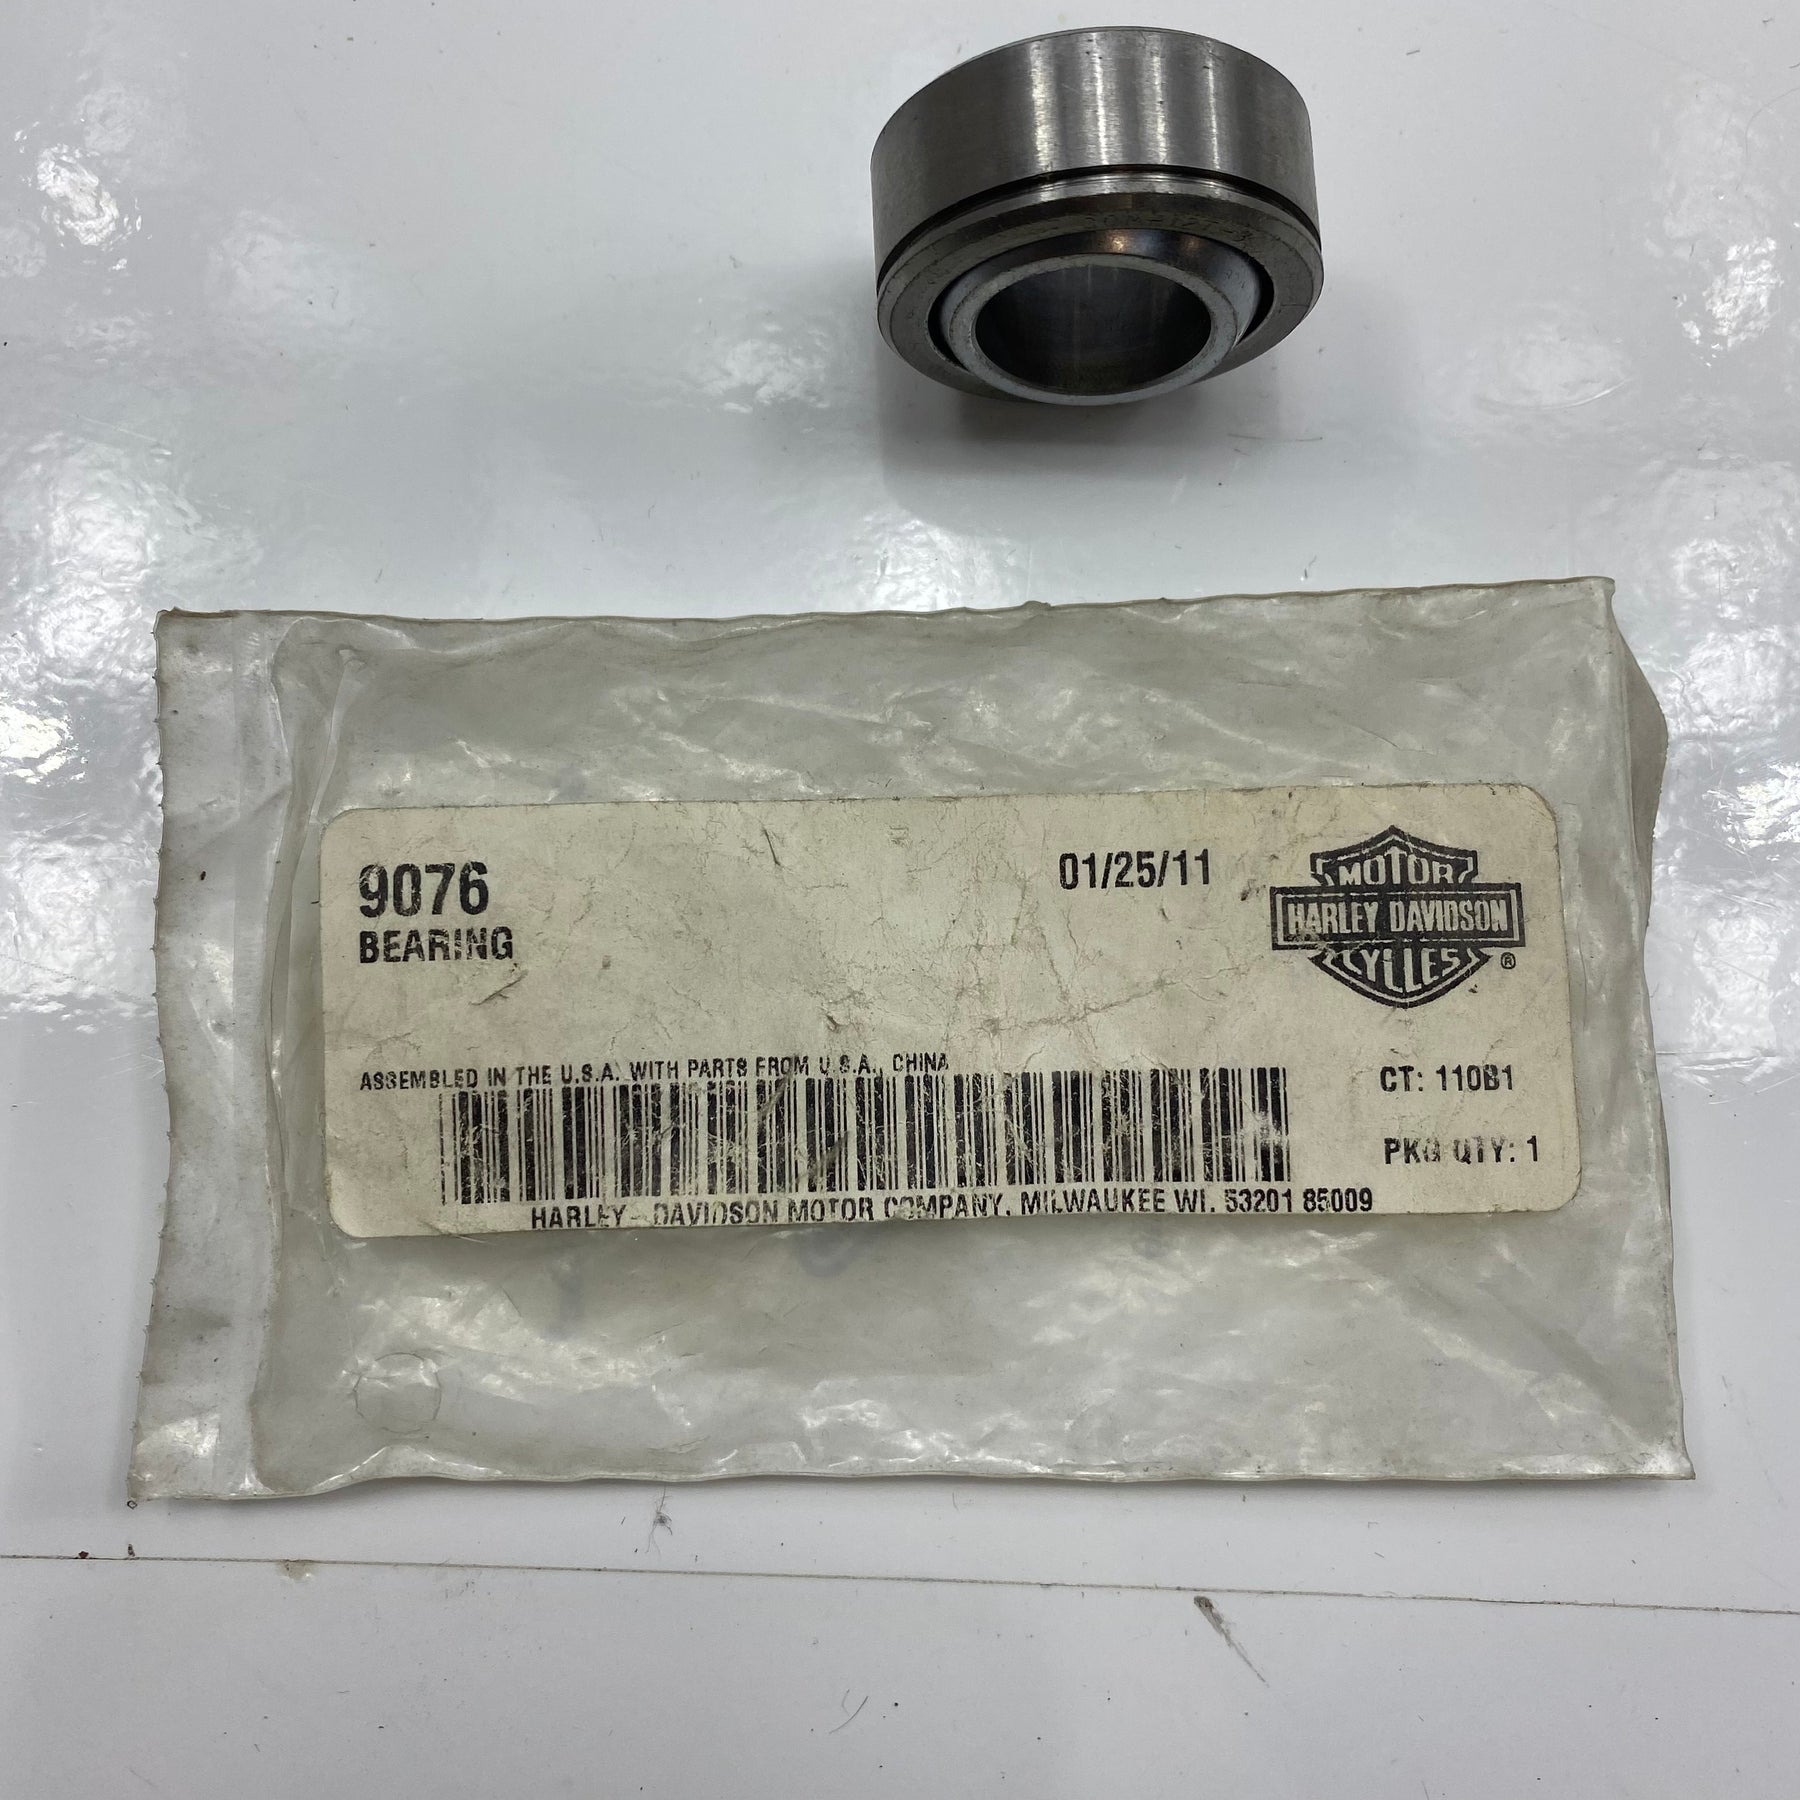 9076
BEARING
01/25/11
MOTOR
HARLEY DAVIDSON
CYCLES
®
ASSEMBLED IN THE U.S.A. WITH PARTS FROM U.S.A., CHINA
CT: 110B1
PKG QTY: 1
HARLEY-DAVIDSON MOTOR COMPANY, MILWAUKEE WI. 53201 85009